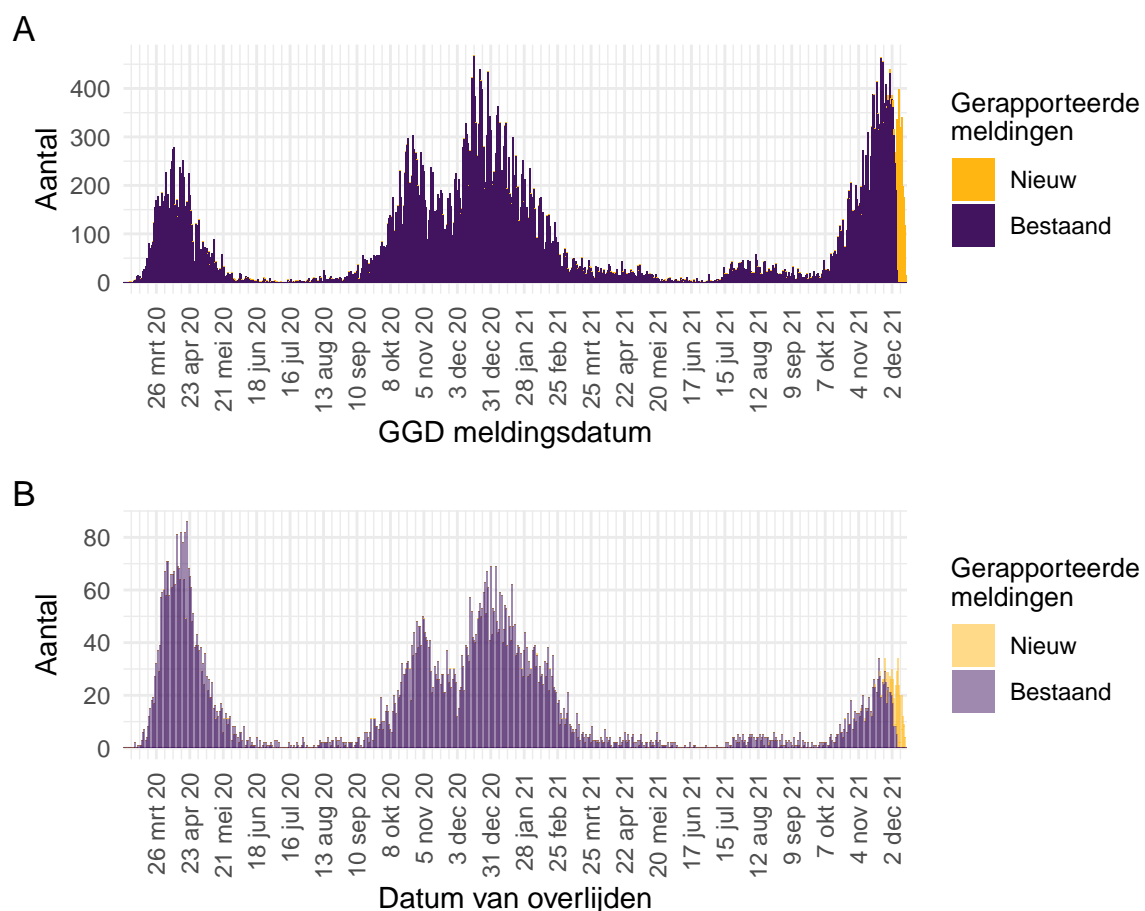 A
Aantal
400
300
200
100
0
26 mrt 20
23 apr 20
21 mei 20
18 jun 20
16 jul 20
13 aug 20
10 sep 20
8 okt 20
5 nov 20
3 dec 20
31 dec 20
28 jan 21
25 feb 21
25 mrt 21
22 apr 21
20 mei 21
17 jun 21
15 jul 21
12 aug 21
9 sep 21
7 okt 21
4 nov 21
2 dec 21
GGD meldingsdatum
Gerapporteerde
meldingen
Nieuw
Bestaand
B
Aantal
80
60
40
20
0
26 mrt 20
23 apr 20
21 mei 20
18 jun 20
16 jul 20
13 aug 20
10 sep 20
8 okt 20
5 nov 20
3 dec 20
31 dec 20
28 jan 21
25 feb 21
25 mrt 21
22 apr 21
20 mei 21
17 jun 21
15 jul 21
12 aug 21
9 sep 21
7 okt 21
4 nov 21
2 dec 21
Datum van overlijden
Gerapporteerde
meldingen
Nieuw
Bestaand